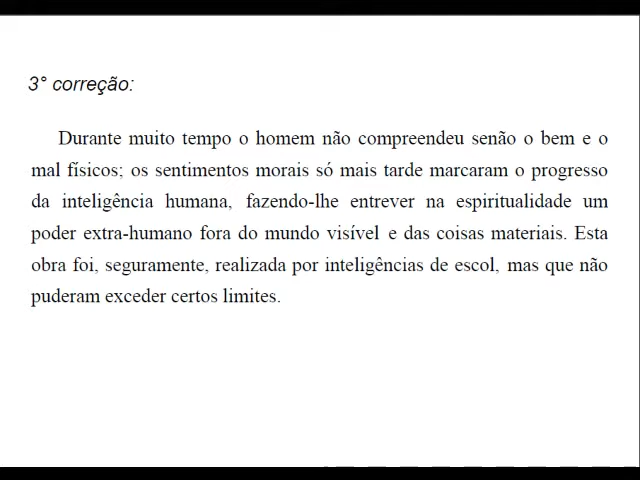 3° correção:
Durante muito tempo o homem não compreendeu senão o bem e o
mal físicos; os sentimentos morais só mais tarde marcaram o progresso
da inteligência humana, fazendo-lhe entrever na espiritualidade um
poder extra-humano fora do mundo visível e das coisas materiais. Esta
obra foi, seguramente, realizada por inteligências de escol, mas que não
puderam exceder certos limites.